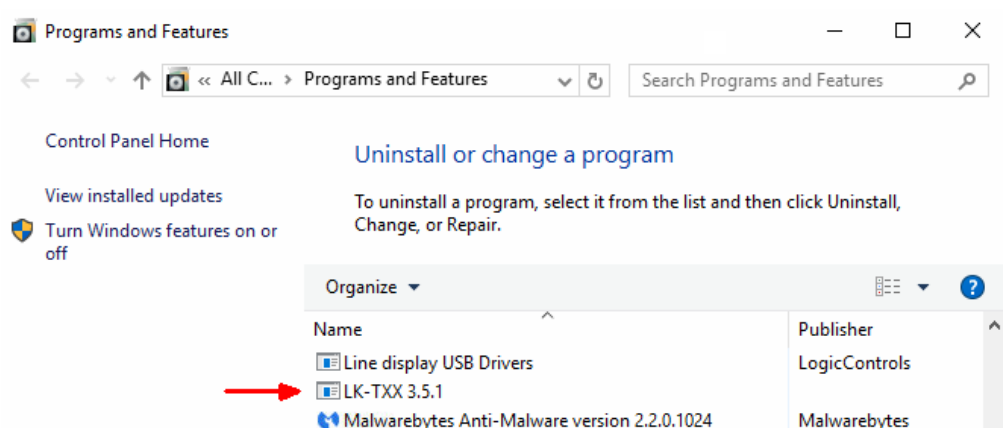 Programs and Features
« All C... › Programs and Features
Search Programs and Features
Control Panel Home
View installed updates
Turn Windows features on or
off
Uninstall or change a program
To uninstall a program, select it from the list and then click Uninstall,
Change, or Repair.
Organize
Name Publisher
Line display USB Drivers LogicControls
LK-TXX 3.5.1
Malwarebytes Anti-Malware version 2.2.0.1024 Malwarebytes